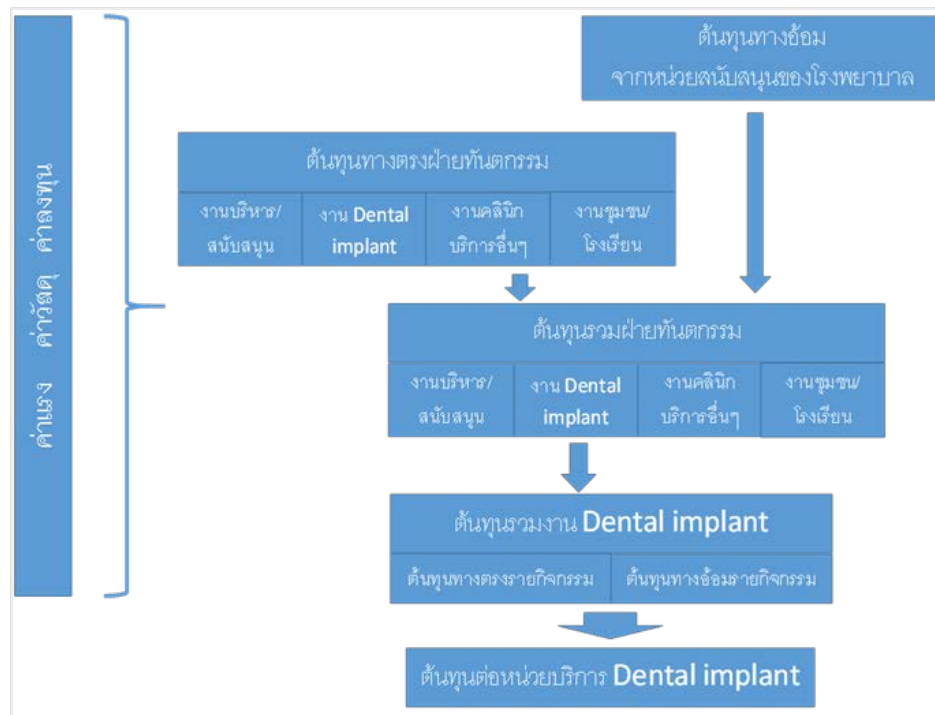 ค่าแรง ค่าวัสดุ ค่าลงทุน
ต้นทุนทางอ้อม
จากหน่วยสนับสนุนของโรงพยาบาล
ต้นทุนทางตรงฝ่ายทันตกรรม
งานบริหาร/
สนับสนุน
งาน Dental
implant
งานคลินิก
บริการอื่นๆ
งานชุมชน/
โรงเรียน
ต้นทุนรวมฝ่ายทันตกรรม
งานบริหาร/
สนับสนุน
งาน Dental
implant
งานคลินิก
บริการอื่นๆ
งานชุมชน/
โรงเรียน
ต้นทุนรวมงาน Dental implant
ต้นทุนทางตรงรายกิจกรรม
ต้นทุนทางอ้อมรายกิจกรรม
ต้นทุนต่อหน่วยบริการ Dental implant